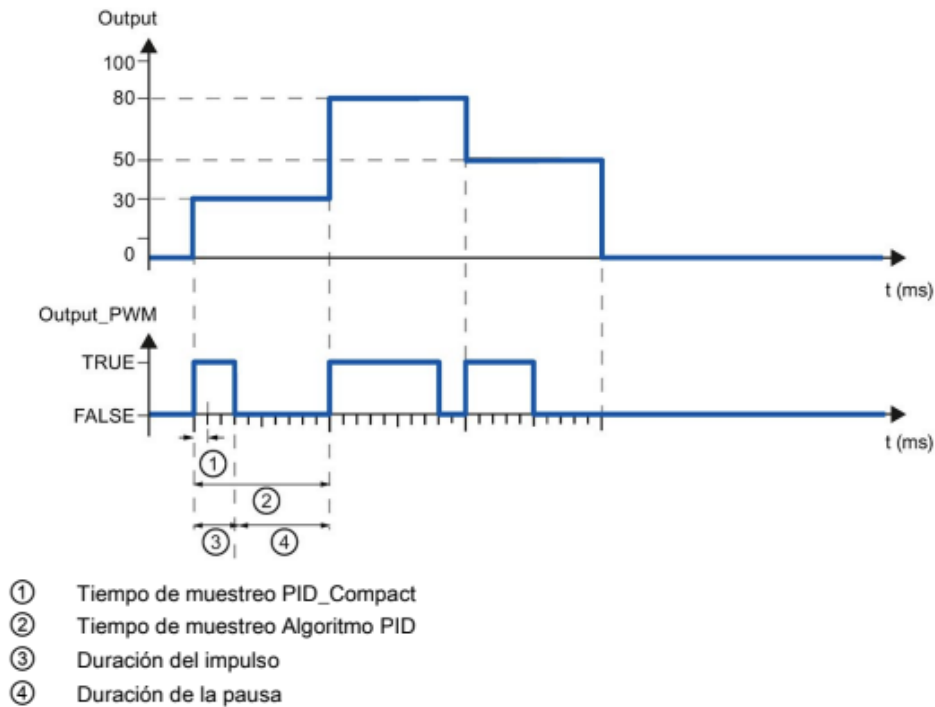 Output
100
80
50
30
0
t (ms)
Output_PWM
TRUE
FALSE
t (ms)
①
②
③ ④
① Tiempo de muestreo PID_Compact
② Tiempo de muestreo Algoritmo PID
③ Duración del impulso
④ Duración de la pausa